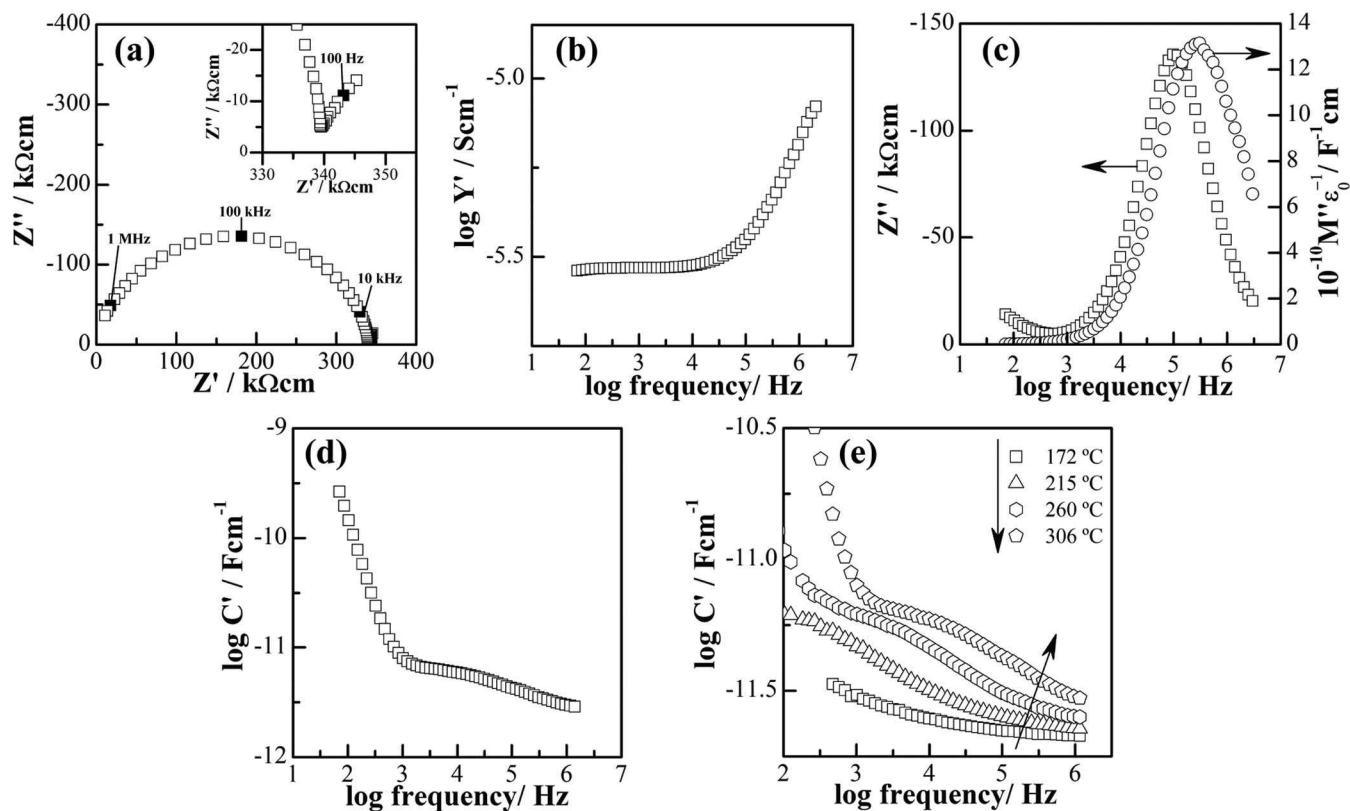 (a)
-400
-300
-200
-100
0
Z'' / kΩcm
0 100 200 300 400
Z' / kΩcm
1 MHz
100 kHz
10 kHz
-20
-10
0
Z'' / kΩcm
100 Hz
330 340 350
Z' / kΩcm
(b)
-5.0
-5.5
log Y' / Scm⁻¹
1 2 3 4 5 6 7
log frequency/ Hz
(c)
-150
-100
-50
0
Z'' / kΩcm
14
12
10
8
6
4
2
0
10⁻¹⁰M''ε₀⁻¹/ F⁻¹cm
1 2 3 4 5 6 7
log frequency/ Hz
(d)
-9
-10
-11
-12
log C' / Fcm⁻¹
1 2 3 4 5 6 7
log frequency/ Hz
(e)
-10.5
-11.0
-11.5
log C' / Fcm⁻¹
172 ºC
215 ºC
260 ºC
306 ºC
2 3 4 5 6
log frequency/ Hz